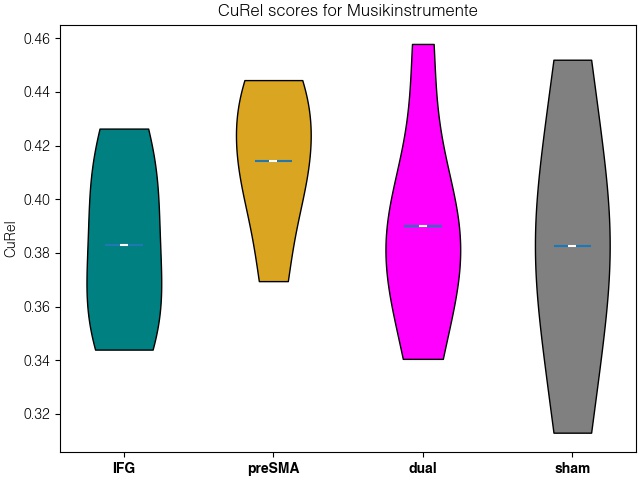 CuRel scores for Musikinstrumente
0.46
0.44
0.42
0.40
0.38
0.36
0.34
0.32
CuRel
IFG
preSMA
dual
sham